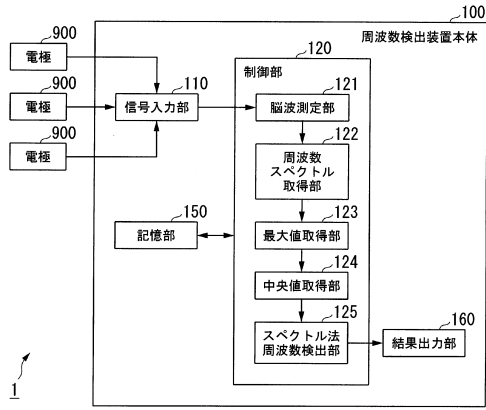 100
周波数検出装置本体
900
電極
900
電極
900
電極
110
信号入力部
120
制御部
121
脳波測定部
122
周波数
スペクトル
取得部
123
最大値取得部
124
中央値取得部
125
スペクトル法
周波数検出部
150
記憶部
160
結果出力部
1